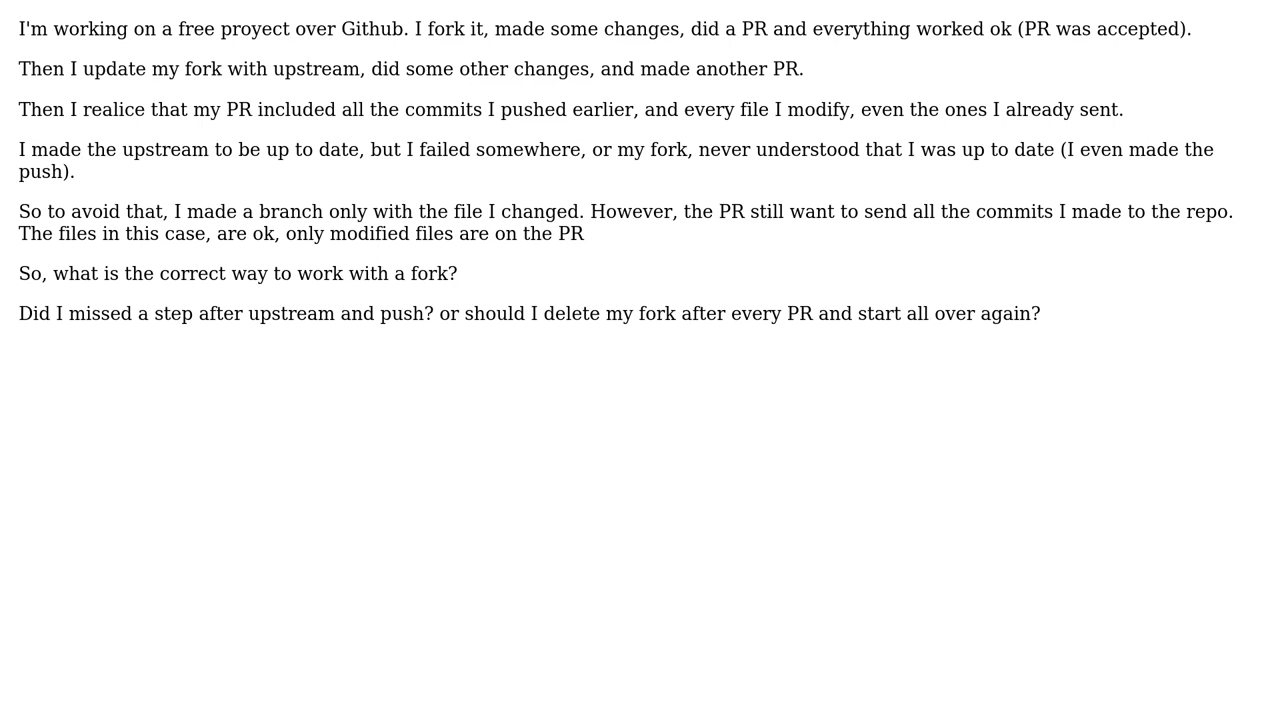 I'm working on a free proyect over Github. I fork it, made some changes, did a PR and everything worked ok (PR was accepted).
Then I update my fork with upstream, did some other changes, and made another PR.
Then I realice that my PR included all the commits I pushed earlier, and every file I modify, even the ones I already sent.
I made the upstream to be up to date, but I failed somewhere, or my fork, never understood that I was up to date (I even made the
push).
So to avoid that, I made a branch only with the file I changed. However, the PR still want to send all the commits I made to the repo.
The files in this case, are ok, only modified files are on the PR
So, what is the correct way to work with a fork?
Did I missed a step after upstream and push? or should I delete my fork after every PR and start all over again?